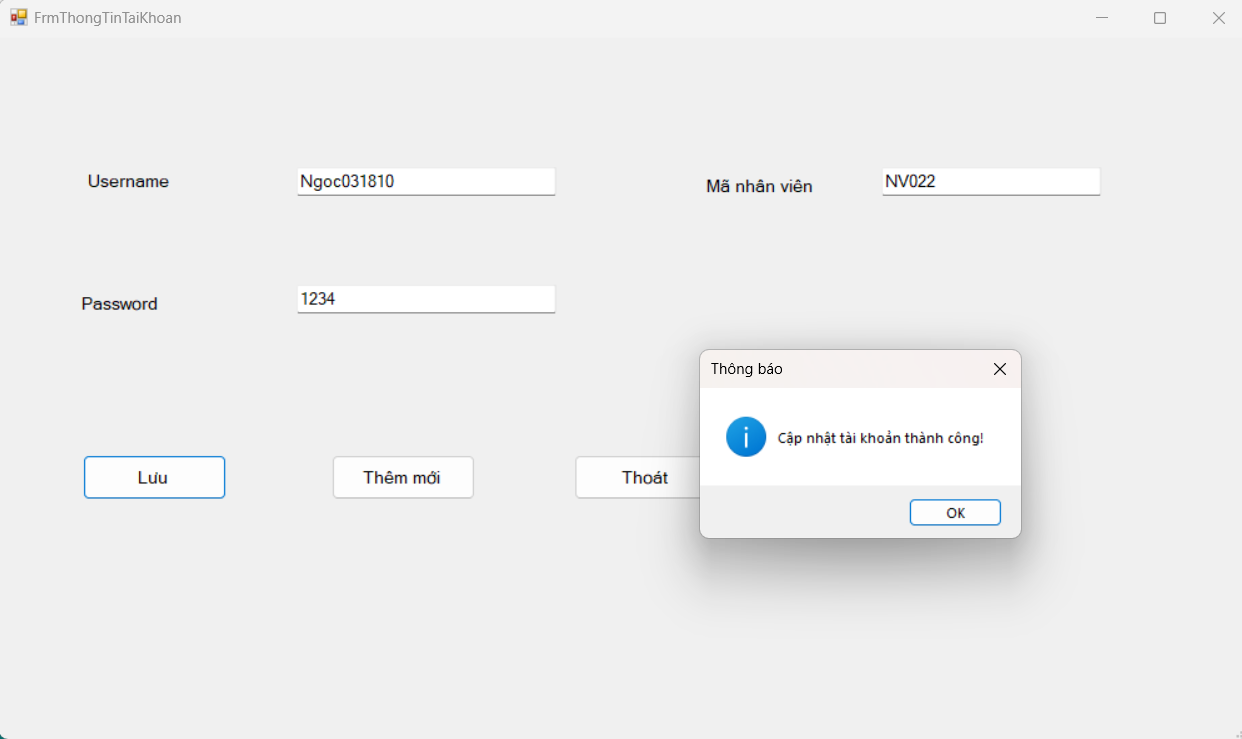 FrmThongTinTaiKhoan
Username
Ngoc031810
Mã nhân viên
NV022
Password
1234
Thông báo
Cập nhật tài khoản thành công!
OK
Lưu
Thêm mới
Thoát